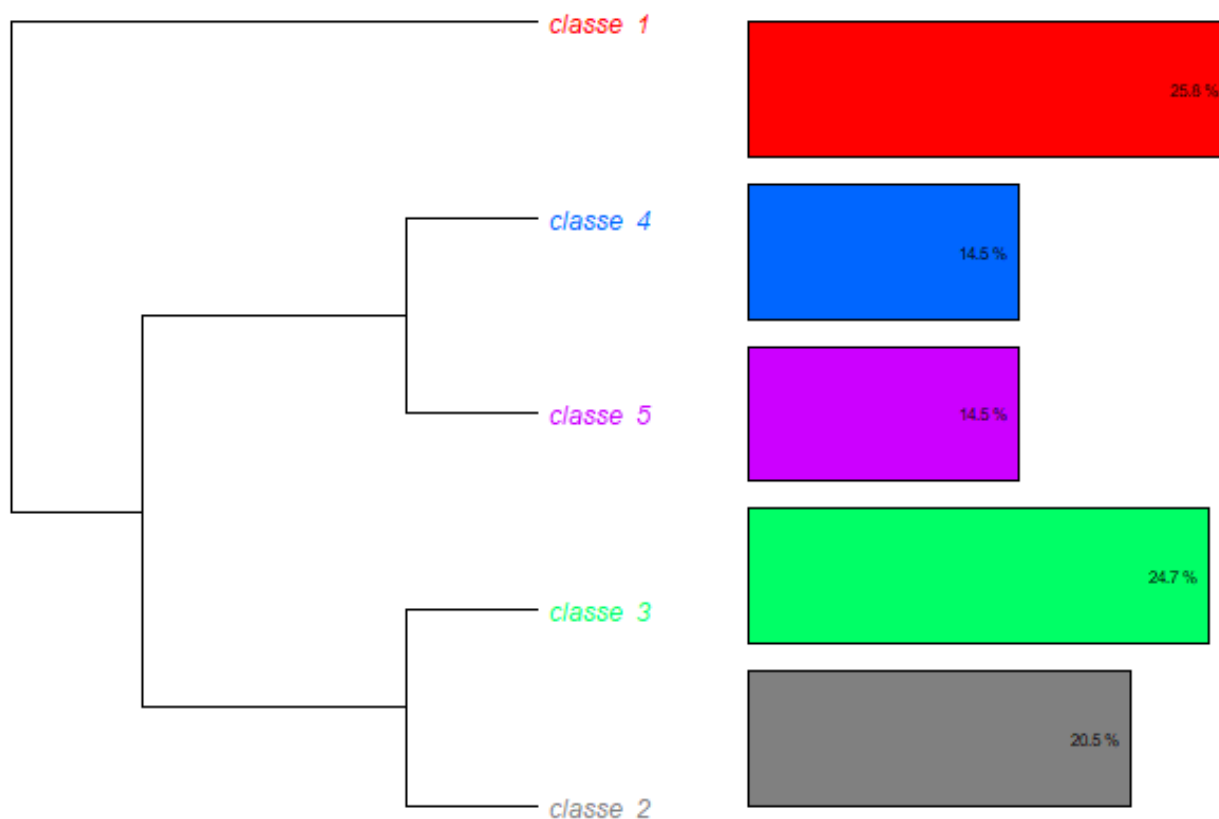 classe 1
25.8 %
classe 4
14.5 %
classe 5
14.5 %
classe 3
24.7 %
classe 2
20.5 %